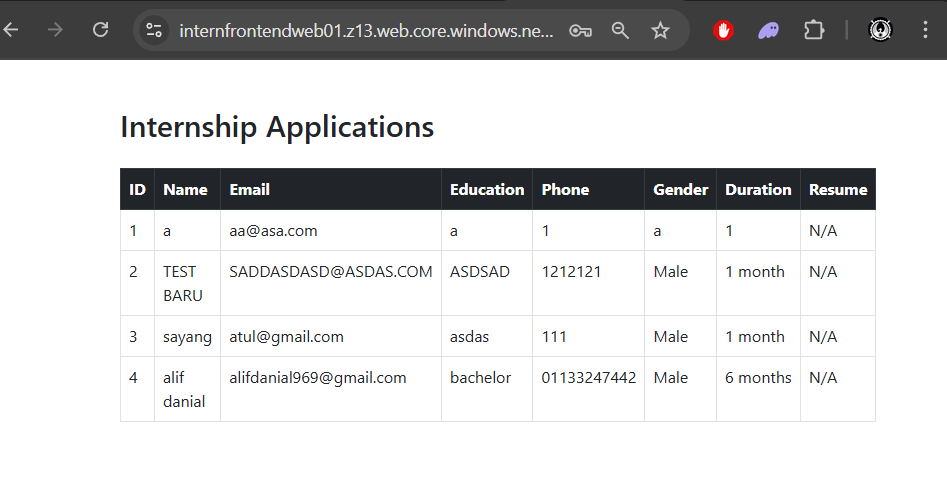 internfrontendweb01.z13.web.core.windows.ne...
Internship Applications
ID Name Email Education Phone Gender Duration Resume
1 a aa@asa.com a 1 a 1 N/A
2 TEST SADDASDASD@ASDAS.COM ASDSAD 1212121 Male 1 month N/A
BARU
3 sayang atul@gmail.com asdas 111 Male 1 month N/A
4 alif alifdanial969@gmail.com bachelor 01133247442 Male 6 months N/A
danial